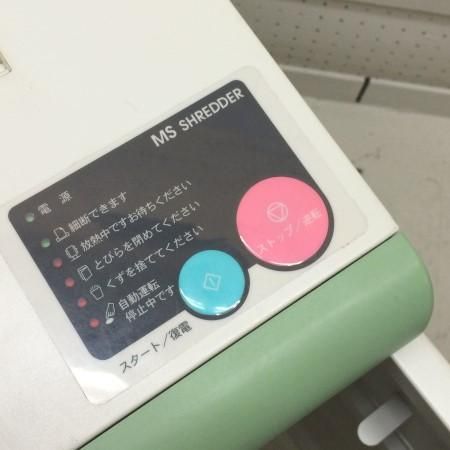 MS SHREDDER
電源
細断できます
放熱中ですお待ちください
とびらを閉めてください
くずを捨ててください
自動運転
停止中です
ストップ／逆転
スタート／復電